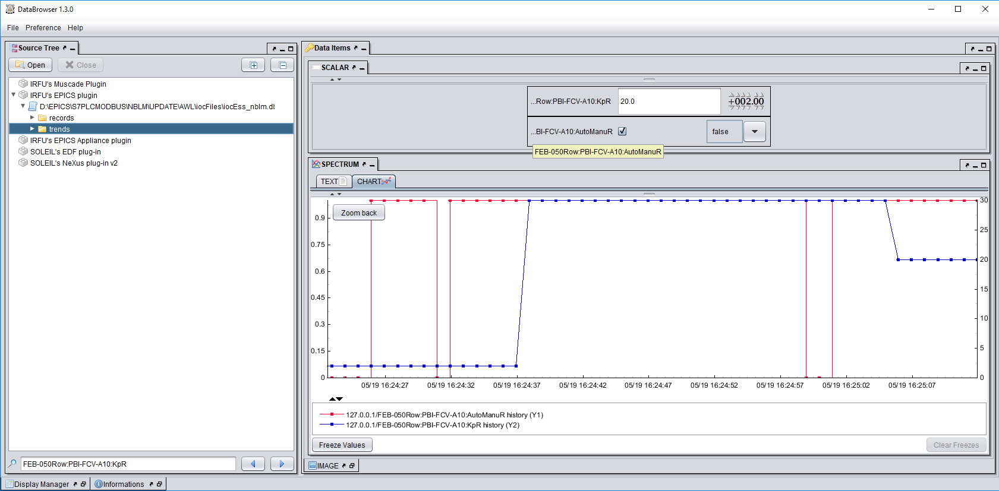 DataBrowser 1.3.0
File Preference Help
Source Tree
Open Close
IRFU's Muscade Plugin
IRFU's EPICS plugin
D:\EPICS\S7PLCMODBUS\NBLM\UPDATE\AWL\iocFiles\iocEss_nblm.db
records
trends
IRFU's EPICS Appliance plugin
SOLEIL's EDF plug-in
SOLEIL's NeXus plug-in v2
FEB-050Row:PBI-FCV-A10:KpR
Data Items
SCALAR
...Row:PBI-FCV-A10:KpR 20.0 +002.00
...BI-FCV-A10:AutoManuR false
FEB-050Row:PBI-FCV-A10:AutoManuR
SPECTRUM
TEXT CHART
Zoom back
0.9
0.75
0.6
0.45
0.3
0.15
0
30
25
20
15
10
5
0
05/19 16:24:27 05/19 16:24:32 05/19 16:24:37 05/19 16:24:42 05/19 16:24:47 05/19 16:24:52 05/19 16:24:57 05/19 16:25:02 05/19 16:25:07
127.0.0.1/FEB-050Row:PBI-FCV-A10:AutoManuR history (Y1)
127.0.0.1/FEB-050Row:PBI-FCV-A10:KpR history (Y2)
Freeze Values Clear Freezes
IMAGE
Display Manager Informations